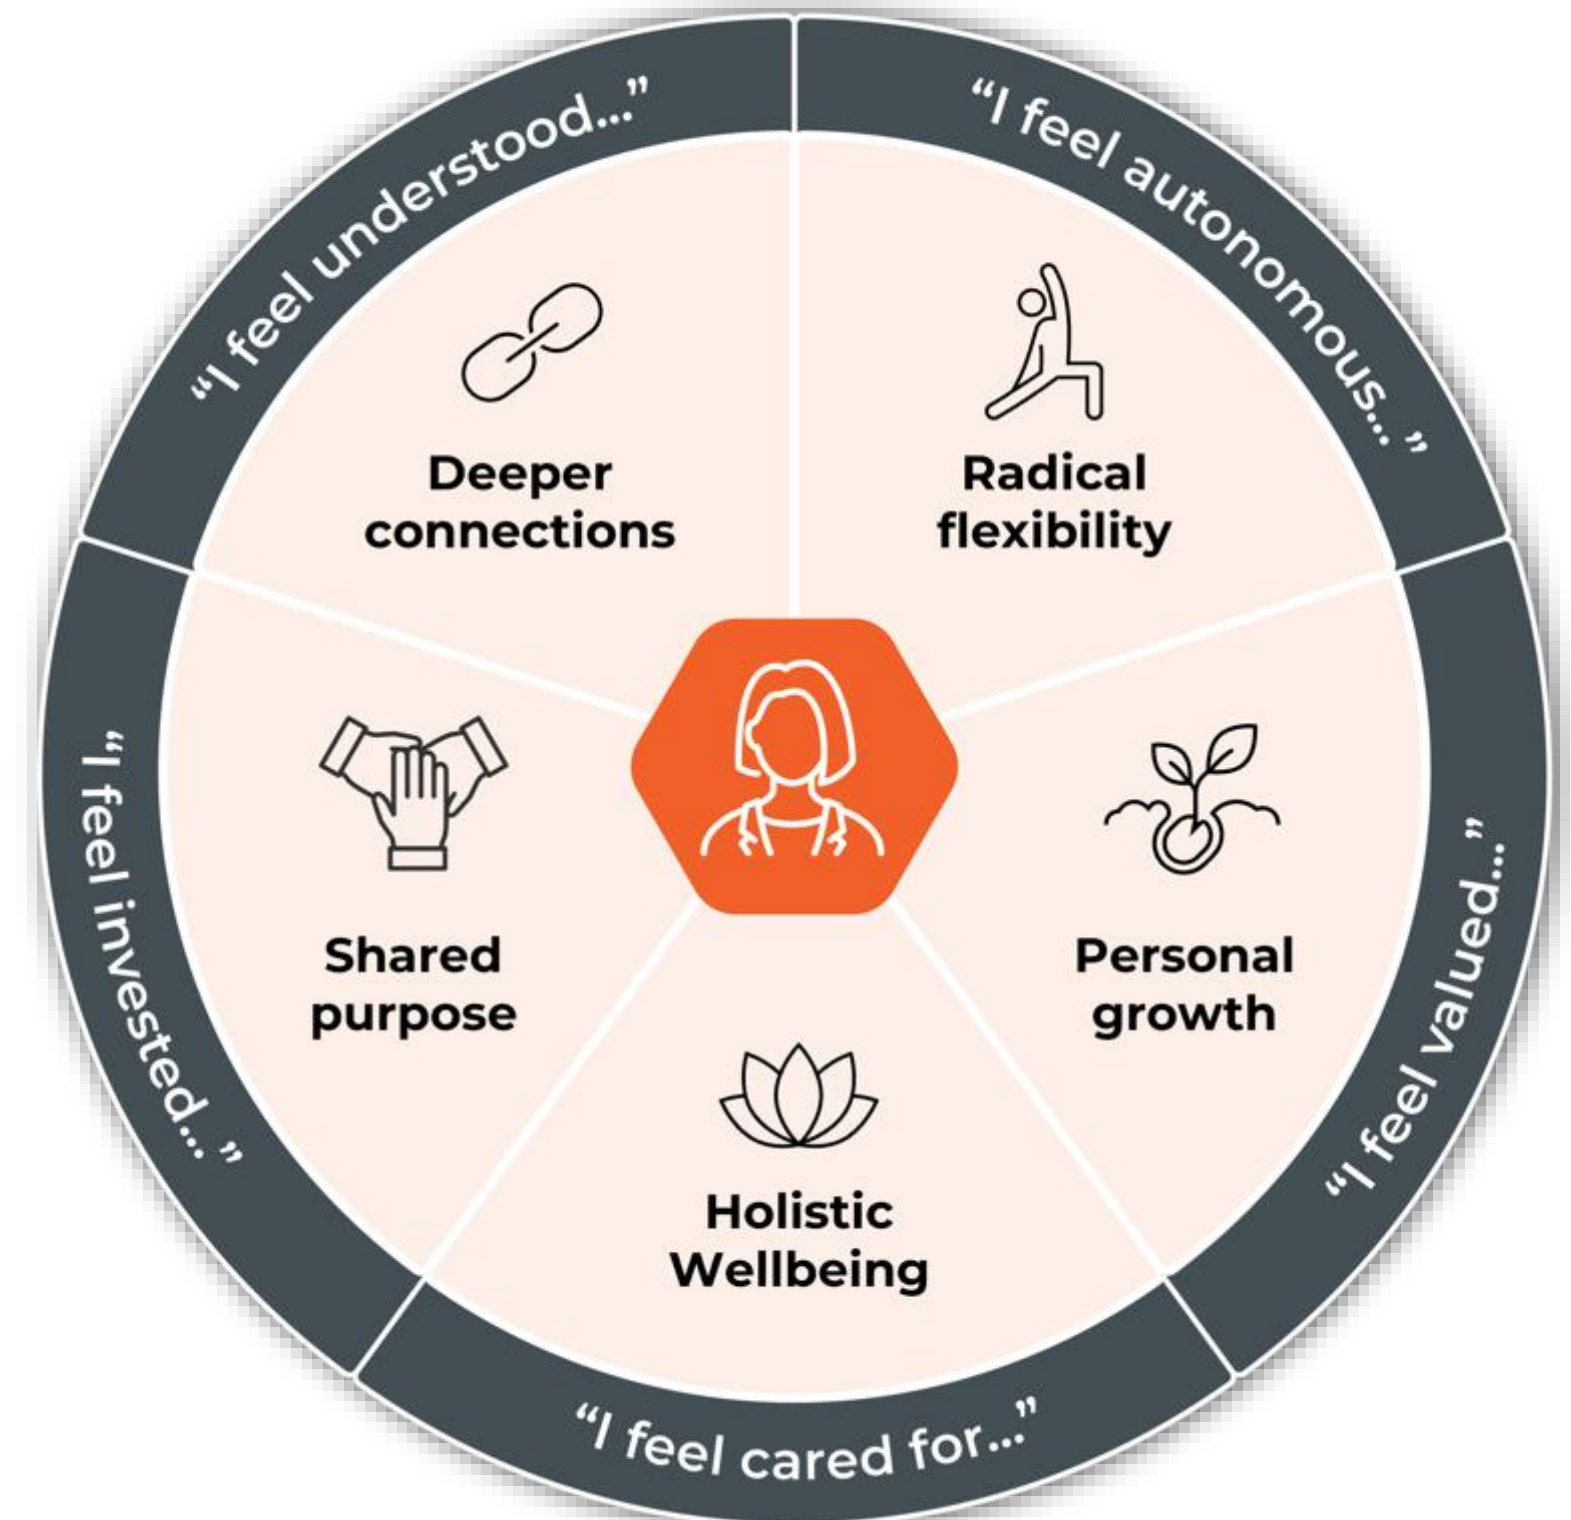 “I feel understood...”
“I feel autonomous... ”
Deeper
connections
Radical
flexibility
“I feel invested... ”
Shared
purpose
Personal
growth
“I feel valued...”
Holistic
Wellbeing
“I feel cared for...”